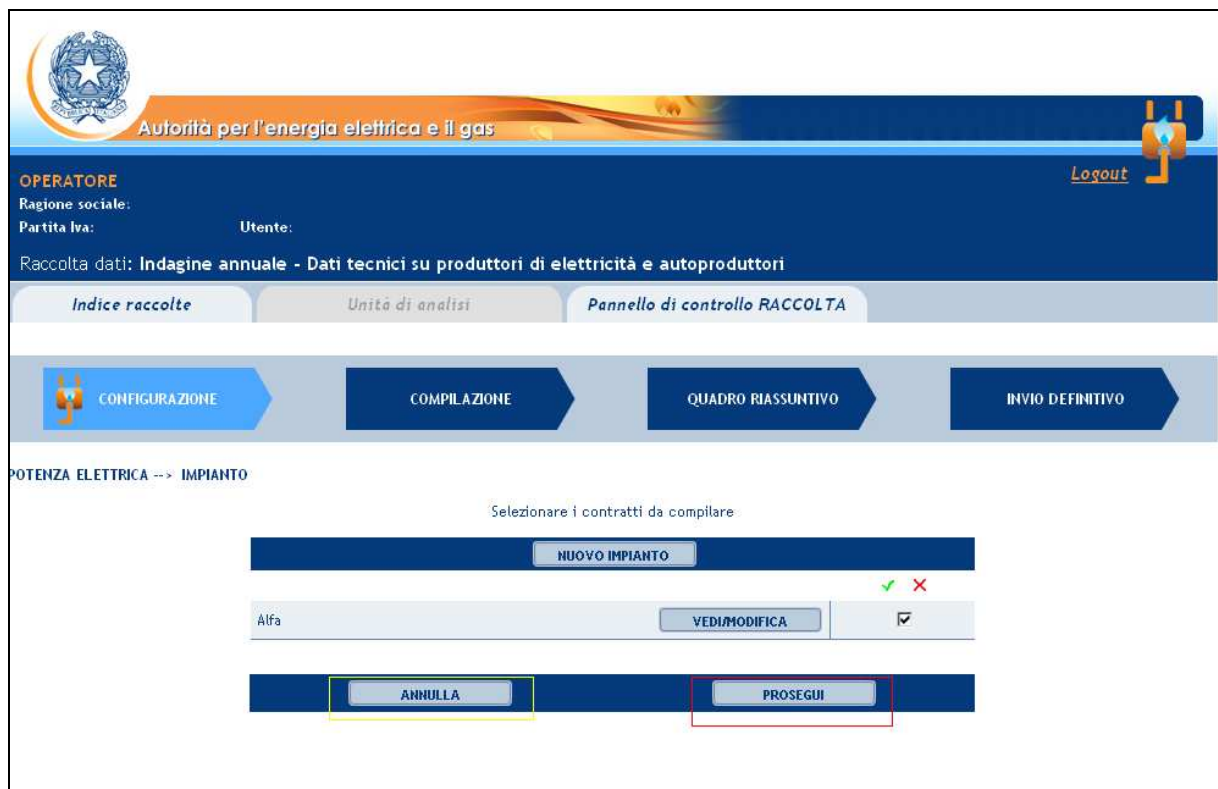 Autorità per l'energia elettrica e il gas
Logout
OPERATORE
Ragione sociale:
Partita Iva: Utente:
Raccolta dati: Indagine annuale - Dati tecnici su produttori di elettricità e autoproduttori
Indice raccolte Unità di analisi Pannello di controllo RACCOLTA
CONFIGURAZIONE COMPILAZIONE QUADRO RIASSUNTIVO INVIO DEFINITIVO
POTENZA ELETTRICA --> IMPIANTO
Selezionare i contratti da compilare
NUOVO IMPIANTO
Alfa VEDI/MODIFICA
ANNULLA PROSEGUI